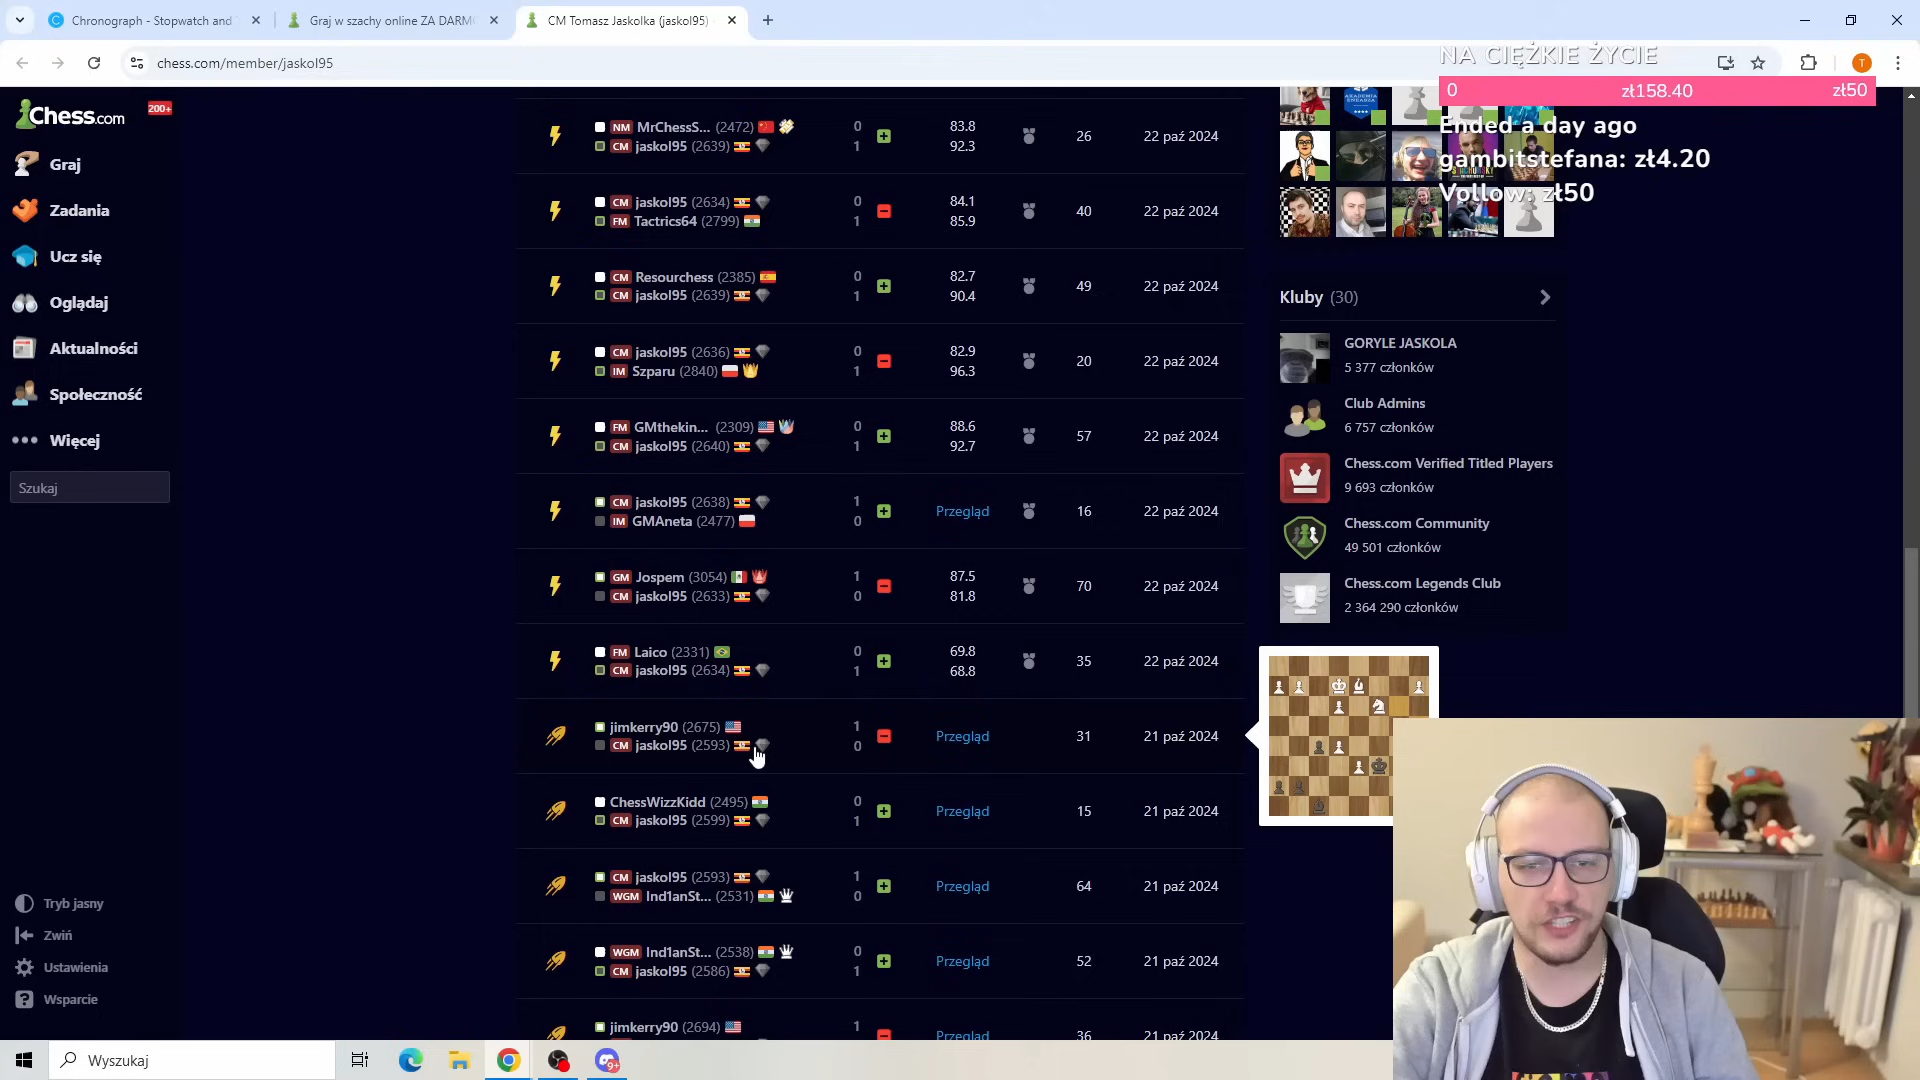 Chronograph - Stopwatch and
Graj w szachy online ZA DARM
CM Tomasz Jaskolka (jaskol95)
chess.com/member/jaskol95
T
NA CIĘŻKIE ŻYCIE
0 zł158.40 zł50
Ended a day ago
gambitstefana: zł4.20
Vollow: zł50
Chess.com
200+
Graj
Zadania
Ucz się
Oglądaj
Aktualności
Społeczność
Więcej
Szukaj
Tryb jasny
Zwiń
Ustawienia
Wsparcie
NM MrChessS... (2472) 0 83.8
CM jaskol95 (2639) 1 92.3
26 22 paź 2024
CM jaskol95 (2634) 0 84.1
FM Tactrics64 (2799) 1 85.9
40 22 paź 2024
CM Resourchess (2385) 0 82.7
CM jaskol95 (2639) 1 90.4
49 22 paź 2024
CM jaskol95 (2636) 0 82.9
IM Szparu (2840) 1 96.3
20 22 paź 2024
FM GMthekin... (2309) 0 88.6
CM jaskol95 (2640) 1 92.7
57 22 paź 2024
CM jaskol95 (2638) 1
IM GMAneta (2477) 0
Przegląd 16 22 paź 2024
GM Jospem (3054) 1 87.5
CM jaskol95 (2633) 0 81.8
70 22 paź 2024
FM Laico (2331) 0 69.8
CM jaskol95 (2634) 1 68.8
35 22 paź 2024
jimkerry90 (2675) 1
CM jaskol95 (2593) 0
Przegląd 31 21 paź 2024
ChessWizzKidd (2495) 0
CM jaskol95 (2599) 1
Przegląd 15 21 paź 2024
CM jaskol95 (2593) 1
WGM Ind1anSt... (2531) 0
Przegląd 64 21 paź 2024
WGM Ind1anSt... (2538) 0
CM jaskol95 (2586) 1
Przegląd 52 21 paź 2024
jimkerry90 (2694) 1
Przegląd 36 21 paź 2024
Kluby (30)
GORYLE JASKOLA
5 377 członków
Club Admins
6 757 członków
Chess.com Verified Titled Players
9 693 członków
Chess.com Community
49 501 członków
Chess.com Legends Club
2 364 290 członków
Wyszukaj
9+